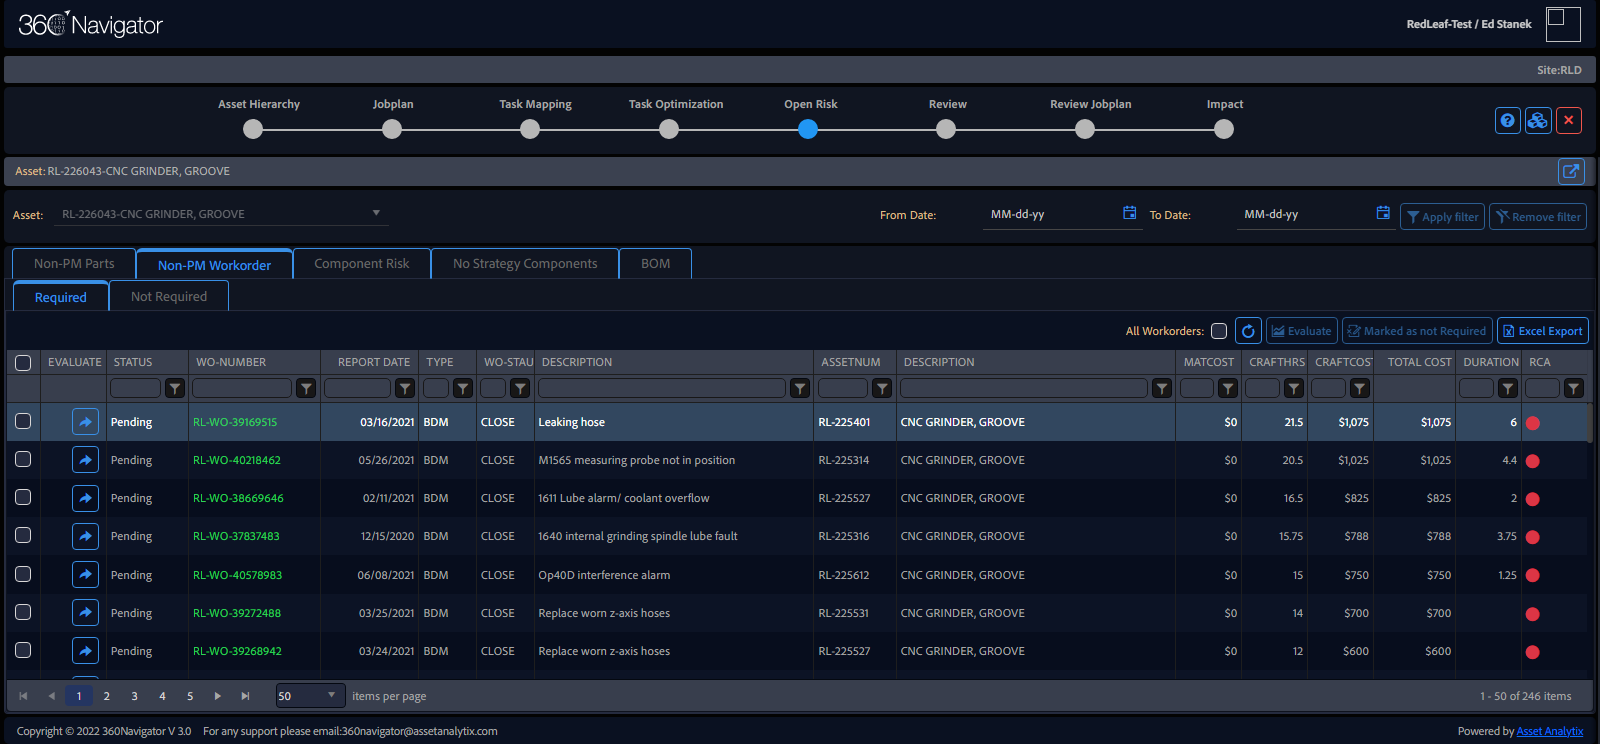 360 Navigator
RedLeaf-Test / Ed Stanek
Site:RLD
Asset Hierarchy Jobplan Task Mapping Task Optimization Open Risk Review Review Jobplan Impact
Asset: RL-226043-CNC GRINDER, GROOVE
Asset: RL-226043-CNC GRINDER, GROOVE From Date: MM-dd-yy To Date: MM-dd-yy Apply filter Remove filter
Non-PM Parts Non-PM Workorder Component Risk No Strategy Components BOM
Required Not Required
All Workorders: Evaluate Marked as not Required Excel Export
EVALUATE STATUS WO-NUMBER REPORT DATE TYPE WO-STAU DESCRIPTION ASSETNUM DESCRIPTION MATCOST CRAFTHRS CRAFTCOS TOTAL COST DURATION RCA
Pending RL-WO-39169515 03/16/2021 BDM CLOSE Leaking hose RL-225401 CNC GRINDER, GROOVE $0 21.5 $1,075 $1,075 6
Pending RL-WO-40218462 05/26/2021 BDM CLOSE M1565 measuring probe not in position RL-225314 CNC GRINDER, GROOVE $0 20.5 $1,025 $1,025 4.4
Pending RL-WO-38669646 02/11/2021 BDM CLOSE 1611 Lube alarm/ coolant overflow RL-225527 CNC GRINDER, GROOVE $0 16.5 $825 $825 2
Pending RL-WO-37837483 12/15/2020 BDM CLOSE 1640 internal grinding spindle lube fault RL-225316 CNC GRINDER, GROOVE $0 15.75 $788 $788 3.75
Pending RL-WO-40578983 06/08/2021 BDM CLOSE Op40D interference alarm RL-225612 CNC GRINDER, GROOVE $0 15 $750 $750 1.25
Pending RL-WO-39272488 03/25/2021 BDM CLOSE Replace worn z-axis hoses RL-225531 CNC GRINDER, GROOVE $0 14 $700 $700
Pending RL-WO-39268942 03/24/2021 BDM CLOSE Replace worn z-axis hoses RL-225527 CNC GRINDER, GROOVE $0 12 $600 $600
1 2 3 4 5 50 items per page 1 - 50 of 246 items
Copyright © 2022 360Navigator V 3.0 For any support please email:360navigator@assetanalytix.com Powered by Asset Analytix